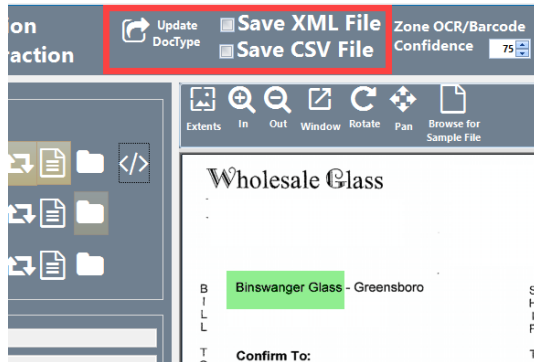 ion
raction
Update
DocType
Save XML File
Save CSV File
Zone OCR/Barcode
Confidence 75
Extents In Out Window Rotate Pan Browse for
Sample File
</>
Wholesale Glass
Binswanger Glass - Greensboro
B
I
L
L
T
Confirm To:
S
H
I
P
T